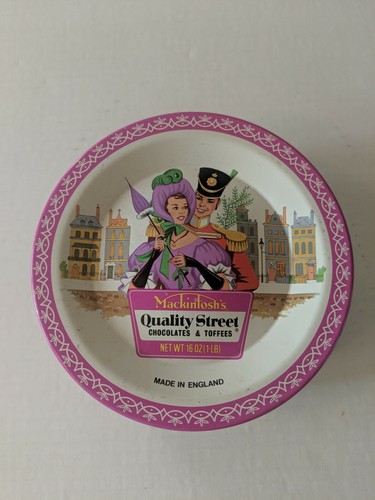 Mackintosh's
Quality Street
CHOCOLATES & TOFFEES
NET WT 16 OZ (1-LB)
MADE IN ENGLAND